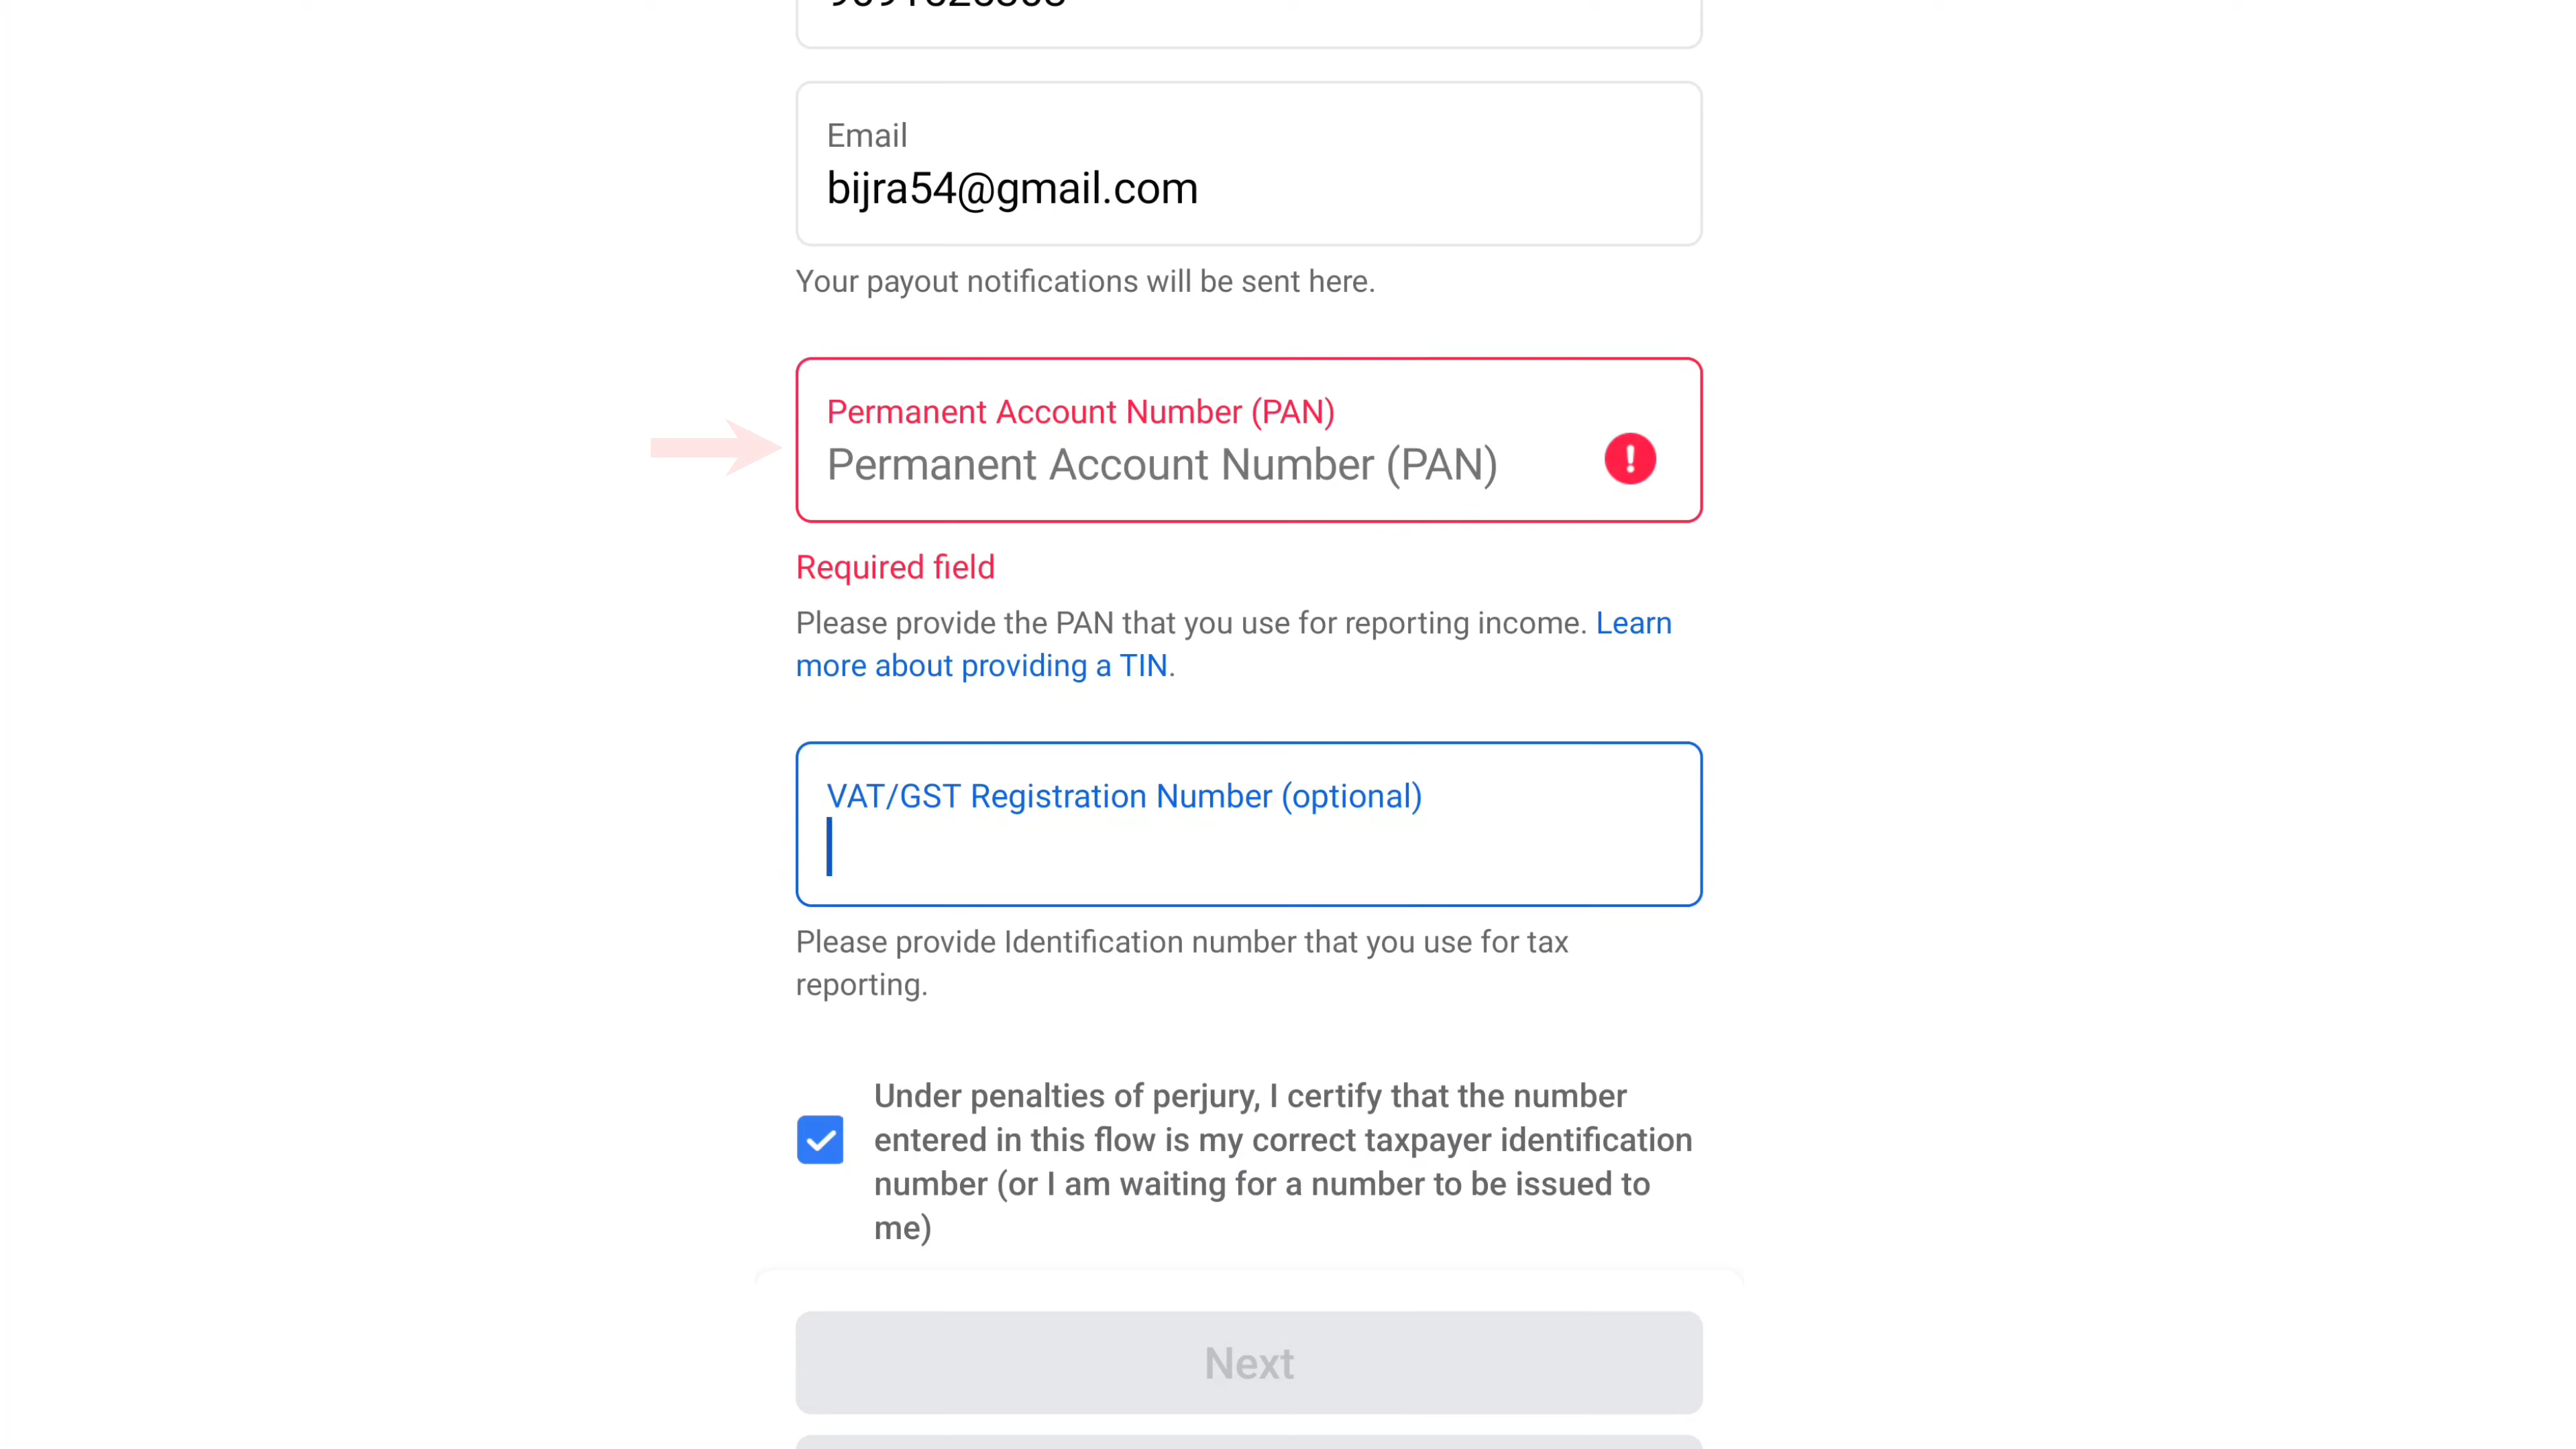 Email
bijra54@gmail.com
Your payout notifications will be sent here.
Permanent Account Number (PAN)
Permanent Account Number (PAN)
Required field
Please provide the PAN that you use for reporting income. Learn
more about providing a TIN.
VAT/GST Registration Number (optional)
Please provide Identification number that you use for tax
reporting.
Under penalties of perjury, I certify that the number
entered in this flow is my correct taxpayer identification
number (or I am waiting for a number to be issued to
me)
Next